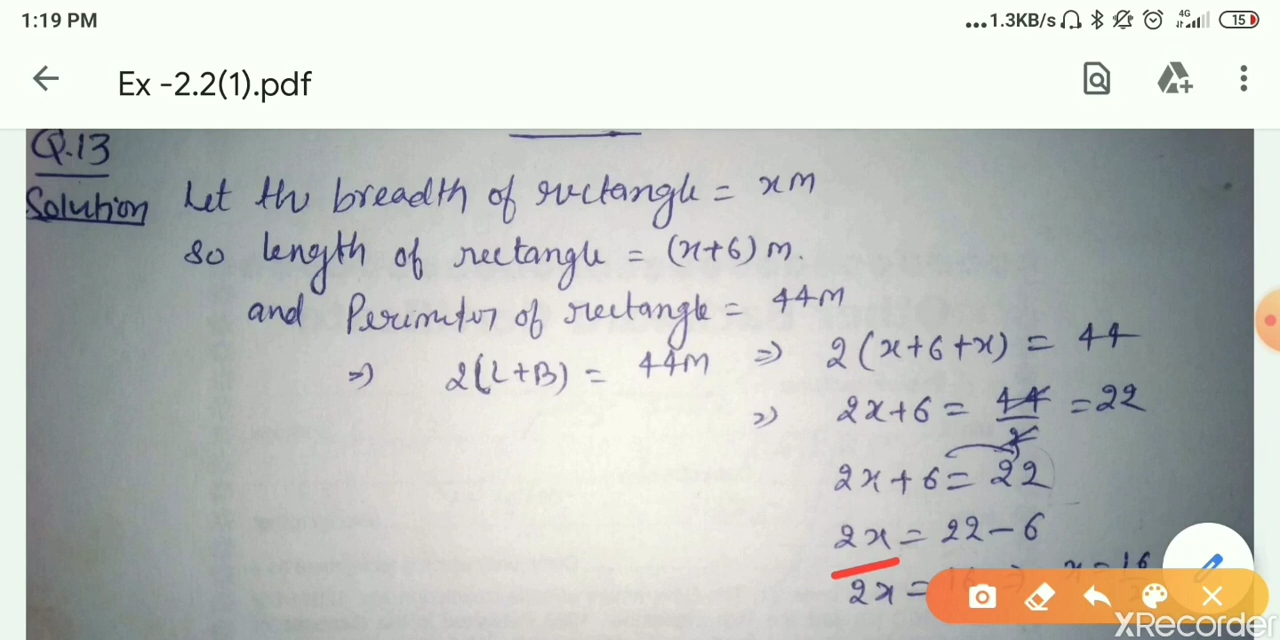 1:19 PM
...1.3KB/s 4G 15
Ex -2.2(1).pdf
Q.13
Solution Let the breadth of rectangle = x m
so length of rectangle = (x+6) m.
and Perimeter of rectangle = 44m
⇒ 2(L+B) = 44m ⇒ 2(x+6+x) = 44
⇒ 2x+6 = 44/2 = 22
2x+6 = 22
2x = 22-6
2x =
XRecorder